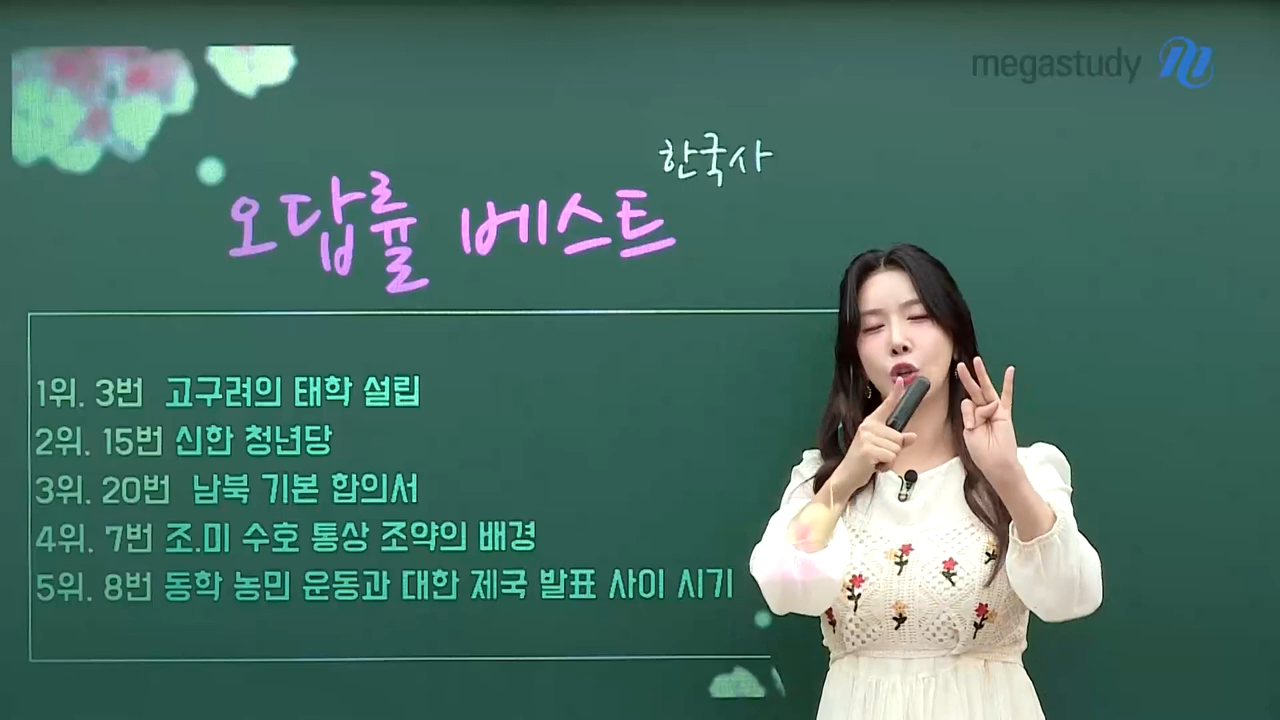 megastudy
한국사
오답률 베스트
1위. 3번 고구려의 태학 설립
2위. 15번 신한 청년당
3위. 20번 남북 기본 합의서
4위. 7번 조.미 수호 통상 조약의 배경
5위. 8번 동학 농민 운동과 대한 제국 발표 사이 시기